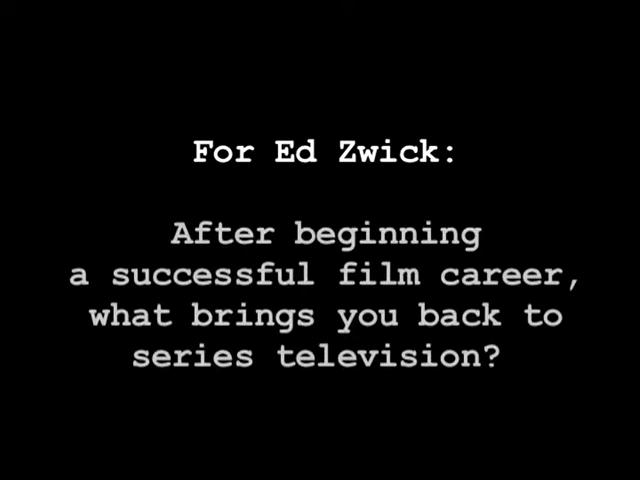 For Ed Zwick:
After beginning
a successful film career,
what brings you back to
series television?